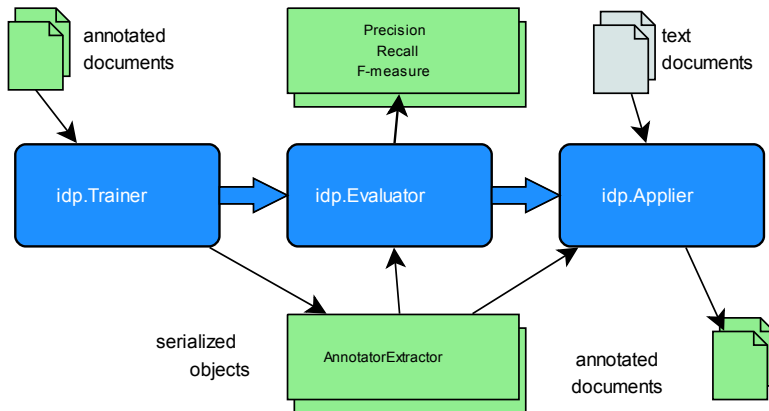 annotated
documents
Precision
Recall
F-measure
text
documents
idp.Trainer
idp.Evaluator
idp.Applier
serialized
objects
AnnotatorExtractor
annotated
documents